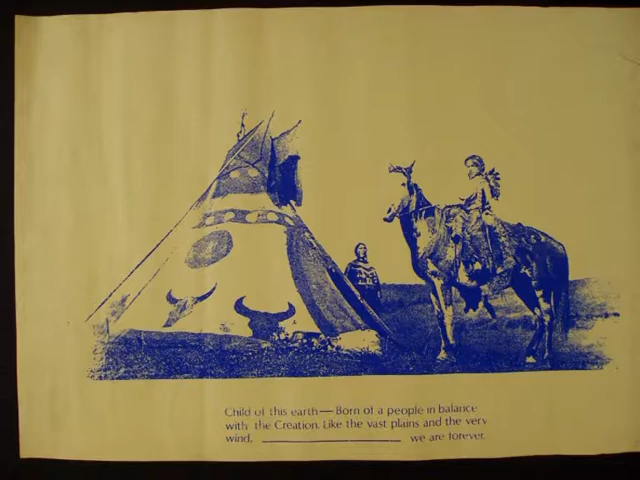 Child of this earth — Born of a people in balance
with the Creation. Like the vast plains and the very
wind, ____________________ we are forever.